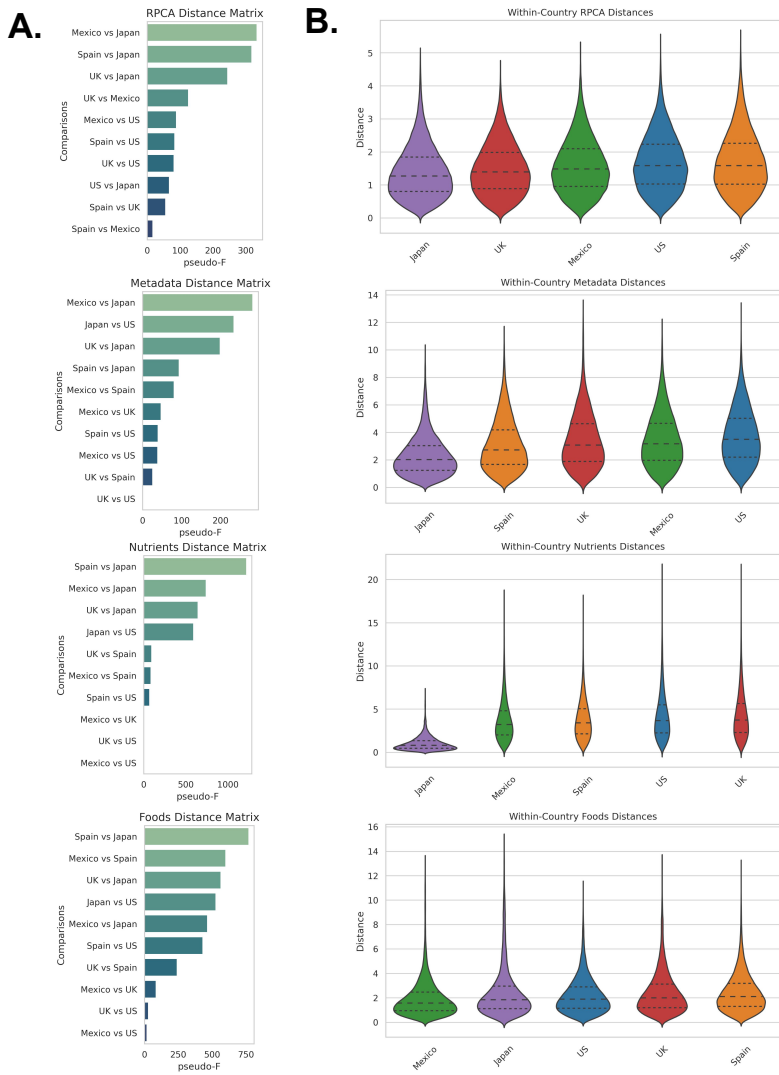 A.
RPCA Distance Matrix
Comparisons
Mexico vs Japan
Spain vs Japan
UK vs Japan
UK vs Mexico
Mexico vs US
Spain vs US
UK vs US
US vs Japan
Spain vs UK
Spain vs Mexico
0 100 200 300
pseudo-F
Metadata Distance Matrix
Comparisons
Mexico vs Japan
Japan vs US
UK vs Japan
Spain vs Japan
Mexico vs Spain
Mexico vs UK
Spain vs US
Mexico vs US
UK vs Spain
UK vs US
0 100 200
pseudo-F
Nutrients Distance Matrix
Comparisons
Spain vs Japan
Mexico vs Japan
UK vs Japan
Japan vs US
UK vs Spain
Mexico vs Spain
Spain vs US
Mexico vs UK
UK vs US
Mexico vs US
0 500 1000
pseudo-F
Foods Distance Matrix
Comparisons
Spain vs Japan
Mexico vs Spain
UK vs Japan
Japan vs US
Mexico vs Japan
Spain vs US
UK vs Spain
Mexico vs UK
UK vs US
Mexico vs US
0 250 500 750
pseudo-F
B.
Within-Country RPCA Distances
Distance
5
4
3
2
1
0
Japan UK Mexico US Spain
Within-Country Metadata Distances
Distance
14
12
10
8
6
4
2
0
Japan Spain UK Mexico US
Within-Country Nutrients Distances
Distance
20
15
10
5
0
Japan Mexico Spain US UK
Within-Country Foods Distances
Distance
16
14
12
10
8
6
4
2
0
Mexico Japan US UK Spain